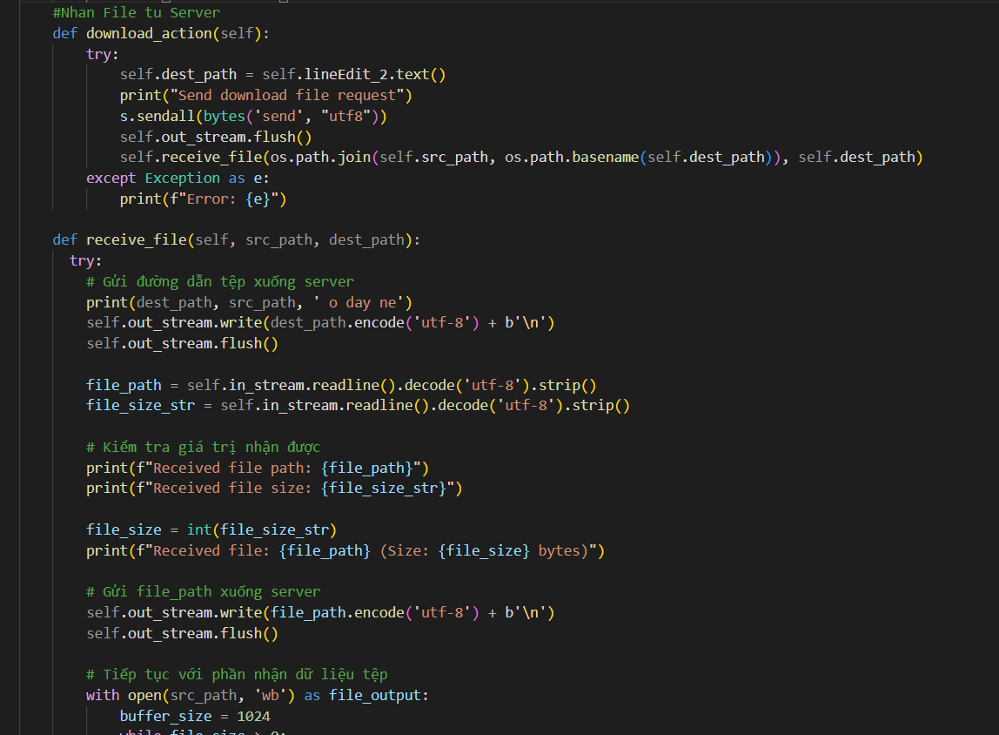 #Nhan File tu Server
def download_action(self):
try:
self.dest_path = self.lineEdit_2.text()
print("Send download file request")
s.sendall(bytes('send', "utf8"))
self.out_stream.flush()
self.receive_file(os.path.join(self.src_path, os.path.basename(self.dest_path)), self.dest_path)
except Exception as e:
print(f"Error: {e}")
def receive_file(self, src_path, dest_path):
try:
# Gửi đường dẫn tệp xuống server
print(dest_path, src_path, ' o day ne')
self.out_stream.write(dest_path.encode('utf-8') + b'\n')
self.out_stream.flush()
file_path = self.in_stream.readline().decode('utf-8').strip()
file_size_str = self.in_stream.readline().decode('utf-8').strip()
# Kiểm tra giá trị nhận được
print(f"Received file path: {file_path}")
print(f"Received file size: {file_size_str}")
file_size = int(file_size_str)
print(f"Received file: {file_path} (Size: {file_size} bytes)")
# Gửi file_path xuống server
self.out_stream.write(file_path.encode('utf-8') + b'\n')
self.out_stream.flush()
# Tiếp tục với phần nhận dữ liệu tệp
with open(src_path, 'wb') as file_output:
buffer_size = 1024
while file_size > 0: